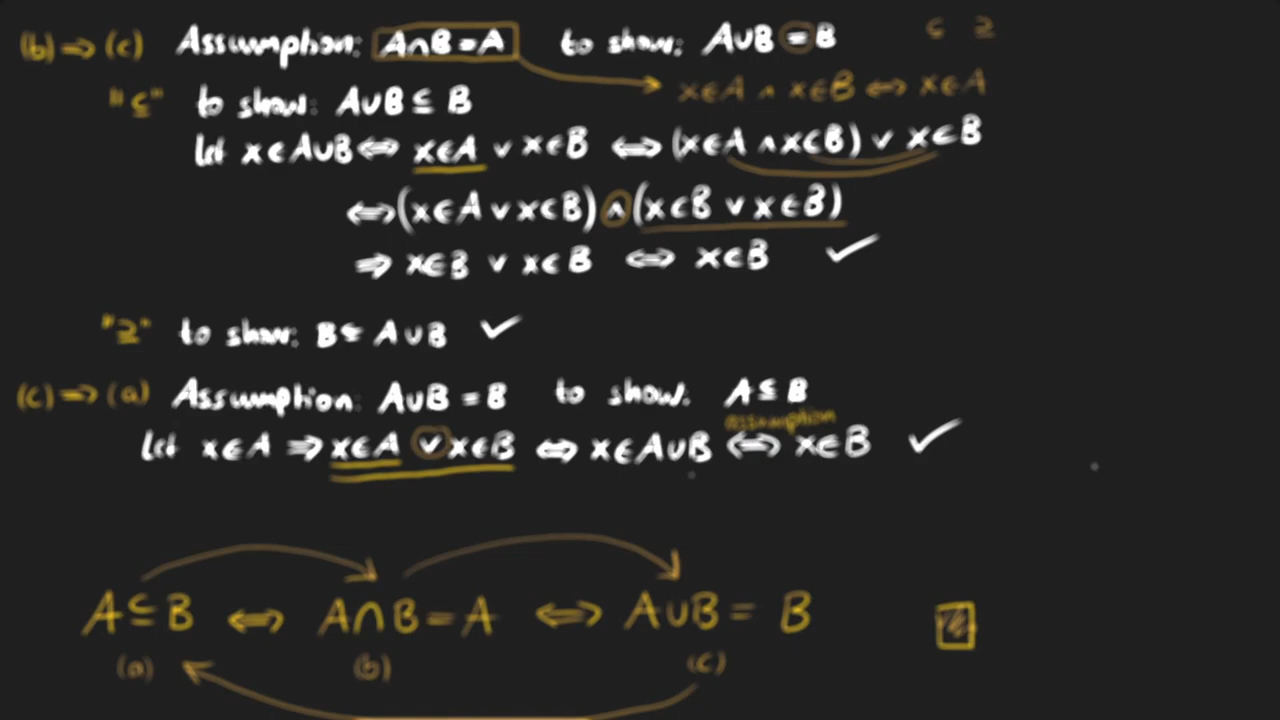 (b) ⇒ (c) Assumption: A∩B = A to show: A∪B = B ⊆ ⊇
x∈A ∧ x∈B ⇔ x∈A
"⊆" to show: A∪B ⊆ B
let x∈A∪B ⇔ x∈A ∨ x∈B ⇔ (x∈A ∧ x∈B) ∨ x∈B
⇔ (x∈A ∨ x∈B) ∧ (x∈B ∨ x∈B)
⇒ x∈B ∨ x∈B ⇔ x∈B ✓
"⊇" to show: B ⊆ A∪B ✓
(c) ⇒ (a) Assumption: A∪B = B to show: A ⊆ B
assumption
let x∈A ⇒ x∈A ∨ x∈B ⇔ x∈A∪B ⇔ x∈B ✓
A ⊆ B ⇔ A∩B = A ⇔ A∪B = B
(a) (b) (c)